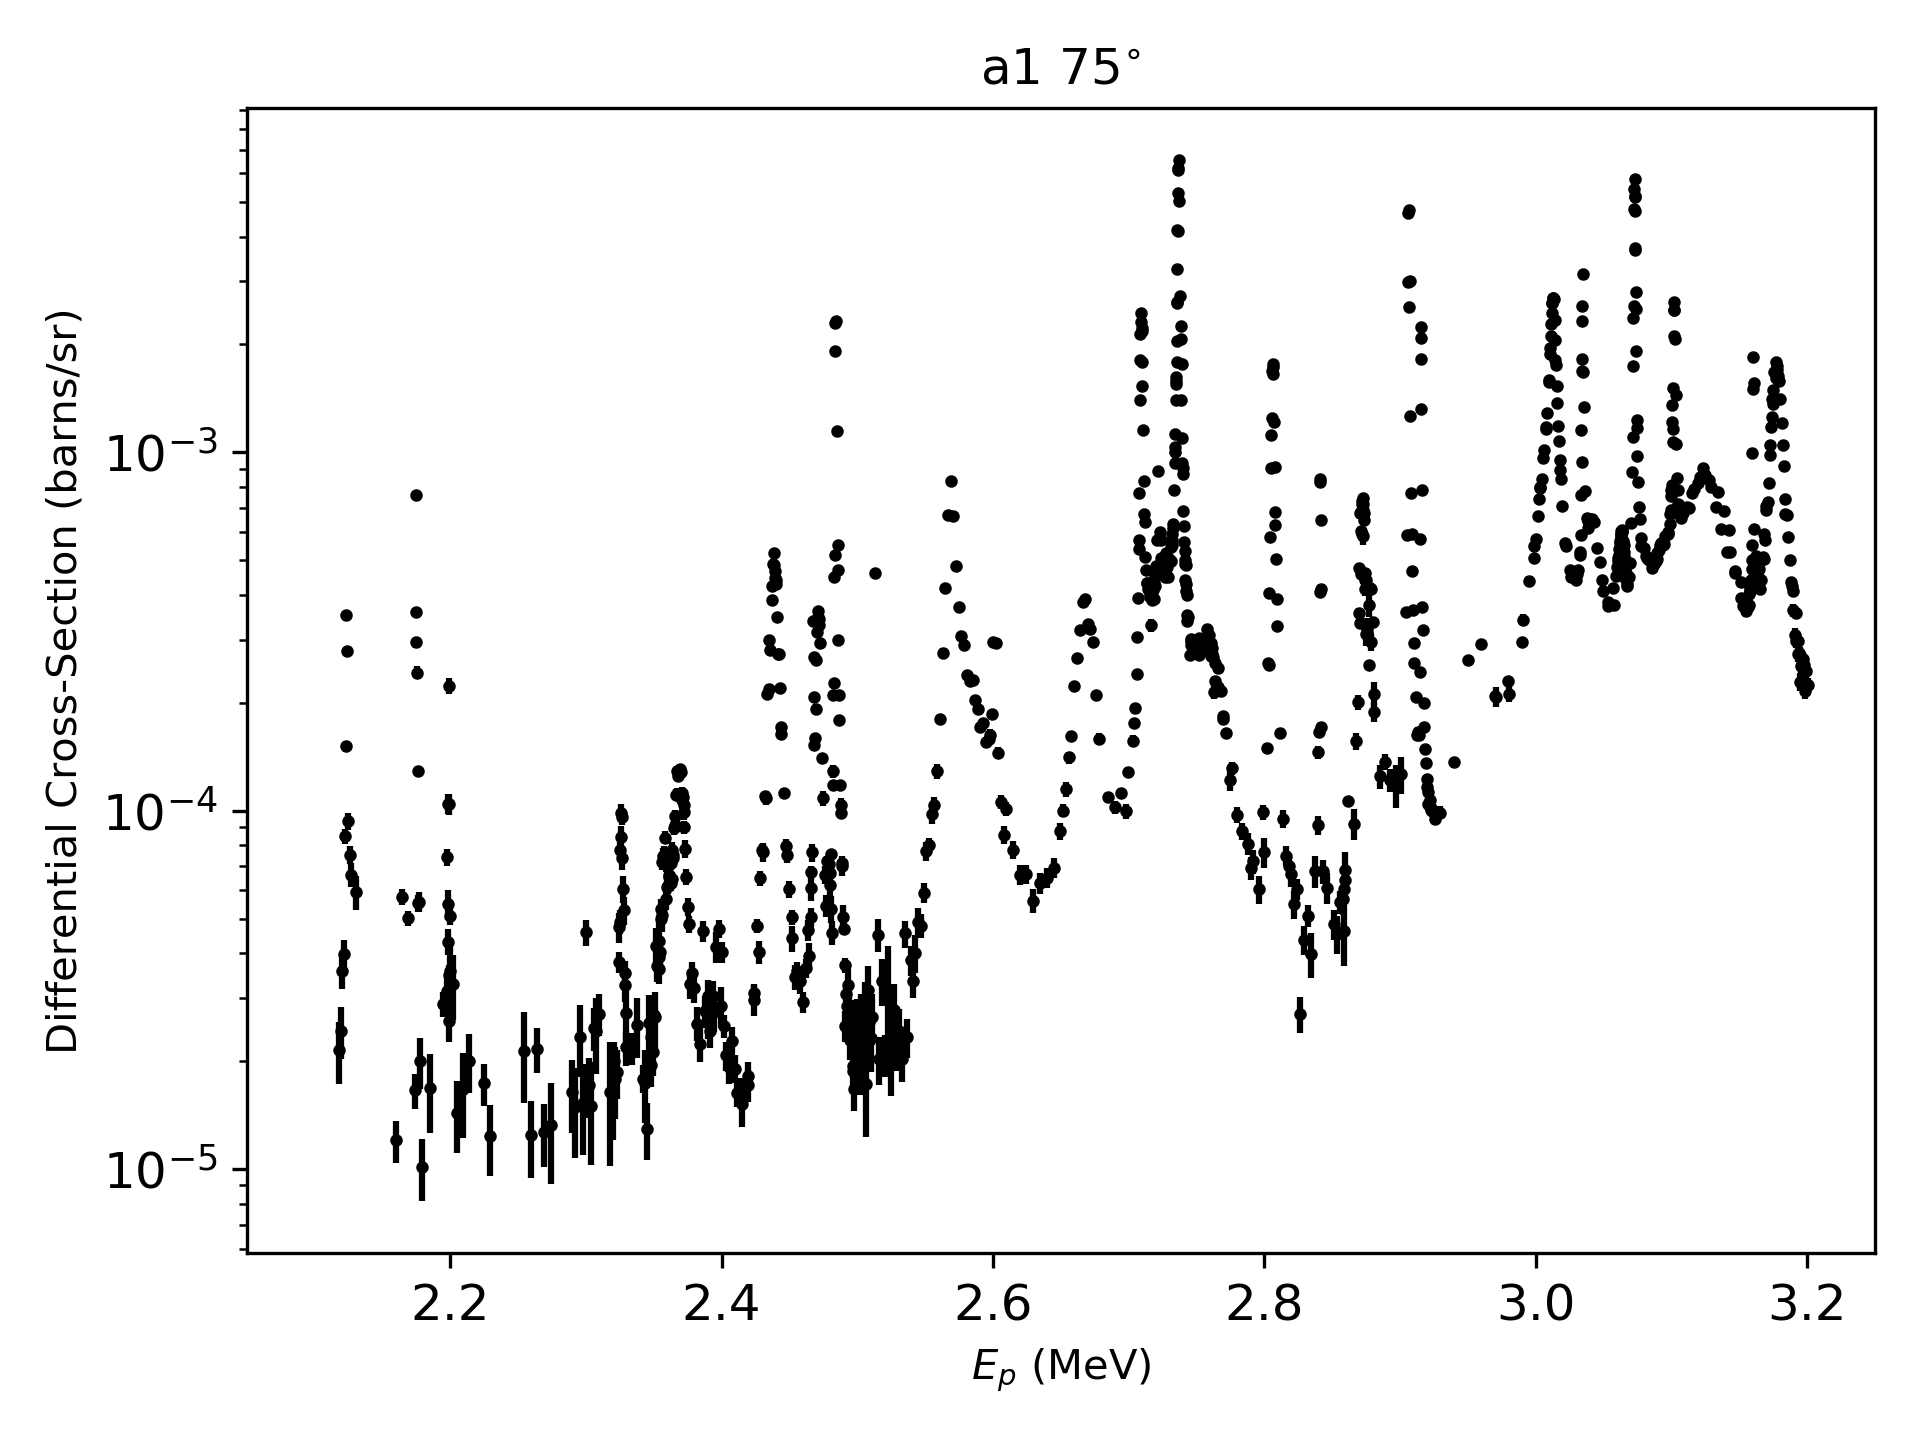 a1 75°
Differential Cross-Section (barns/sr)
10⁻³
10⁻⁴
10⁻⁵
2.2 2.4 2.6 2.8 3.0 3.2
Eₚ (MeV)